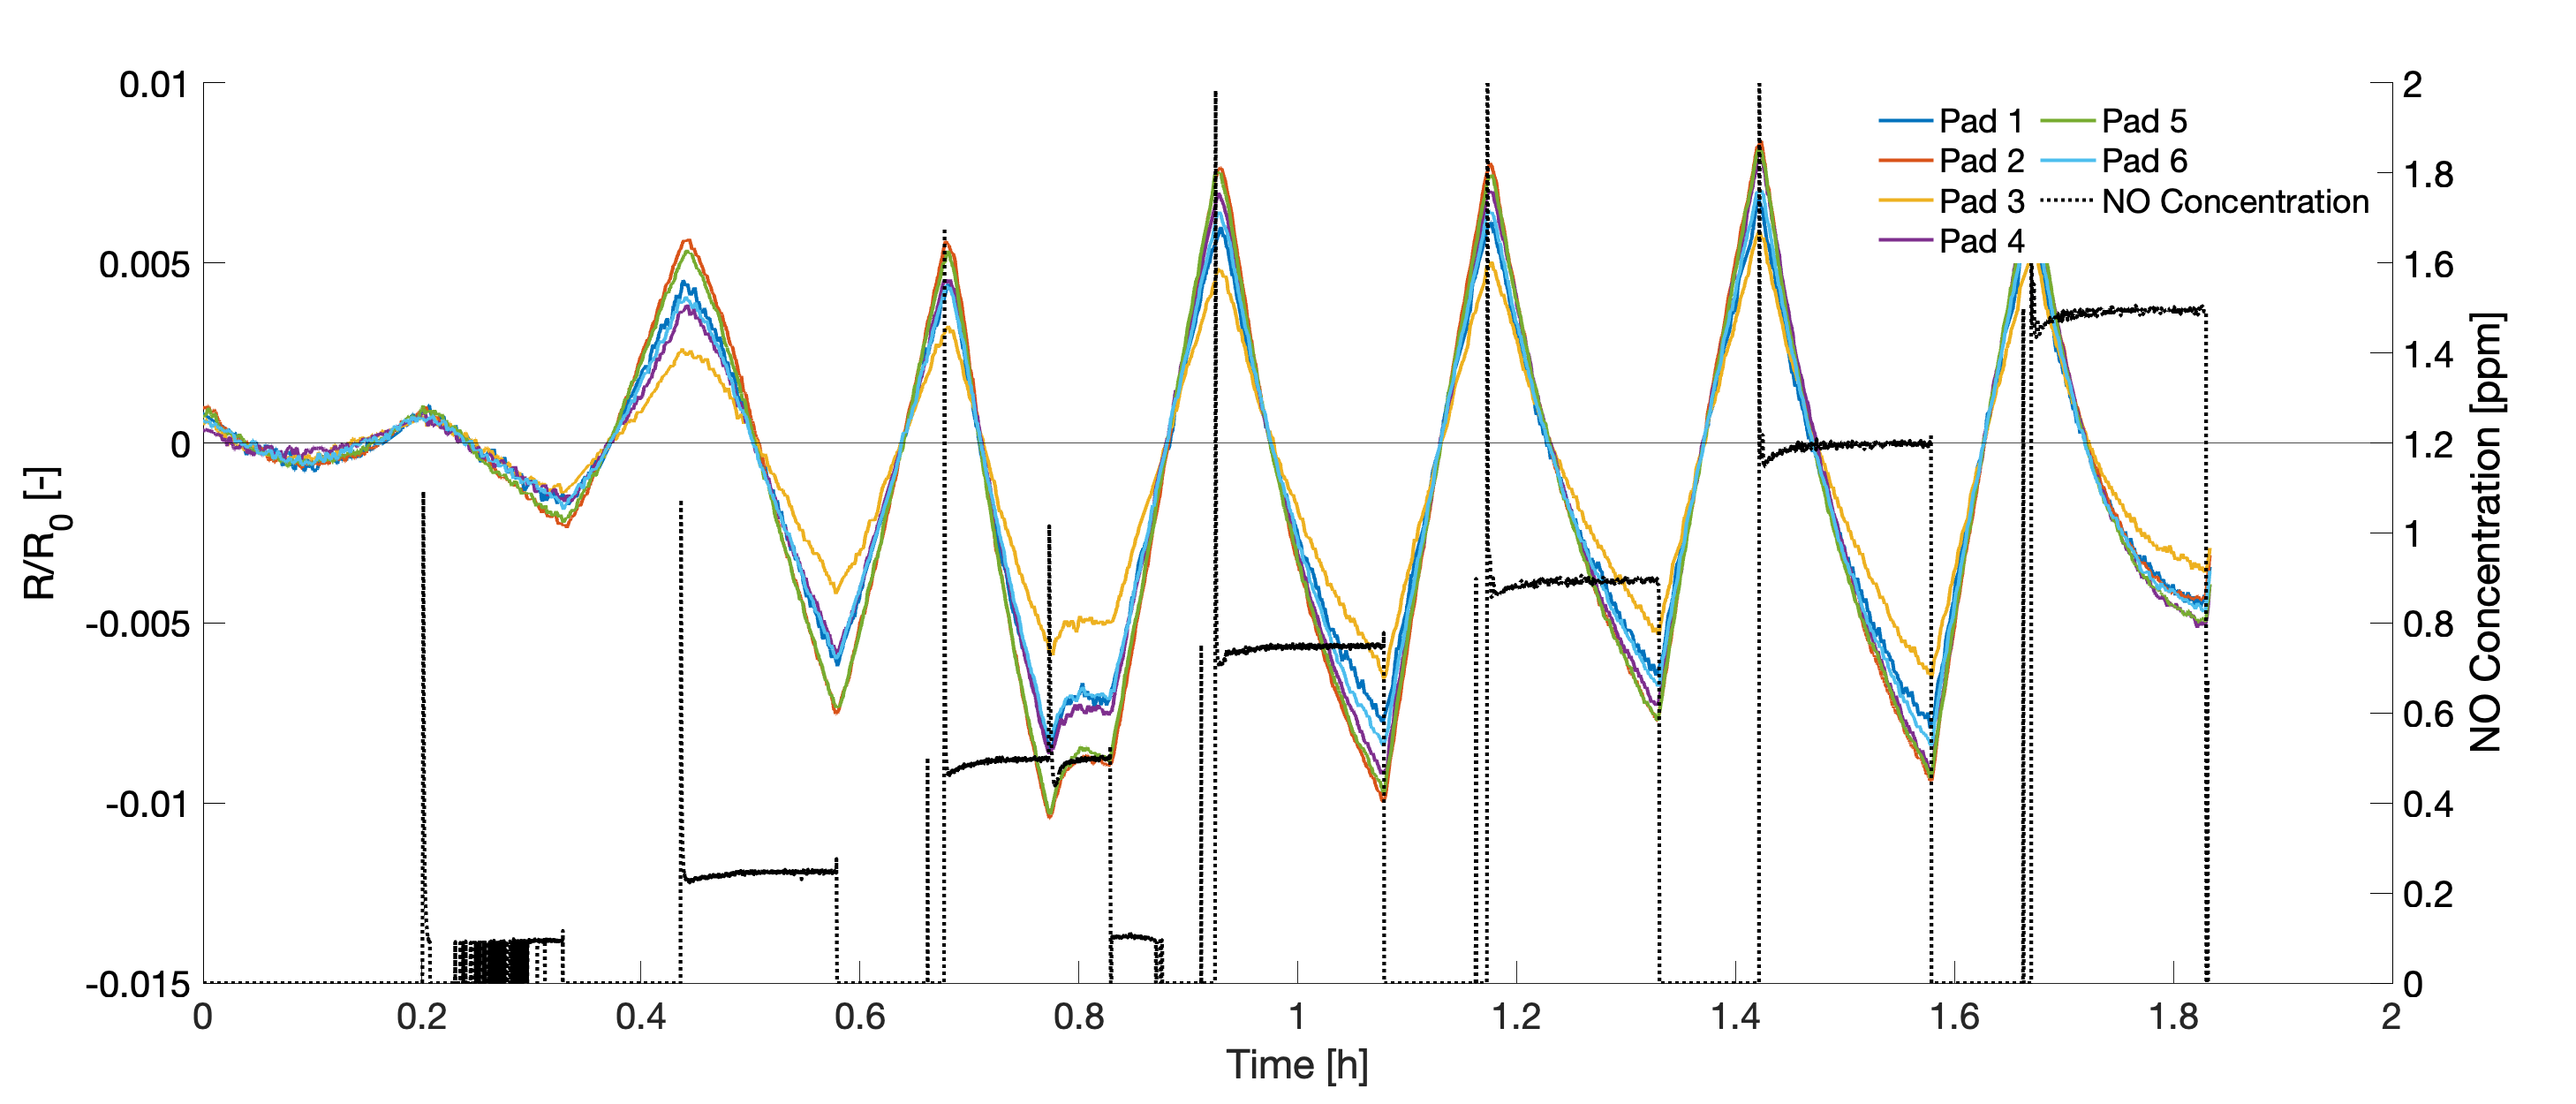 0.01
0.005
0
-0.005
-0.01
-0.015
R/R0 [-]
2
1.8
1.6
1.4
1.2
1
0.8
0.6
0.4
0.2
0
NO Concentration [ppm]
Pad 1 Pad 5
Pad 2 Pad 6
Pad 3 NO Concentration
Pad 4
0 0.2 0.4 0.6 0.8 1 1.2 1.4 1.6 1.8 2
Time [h]